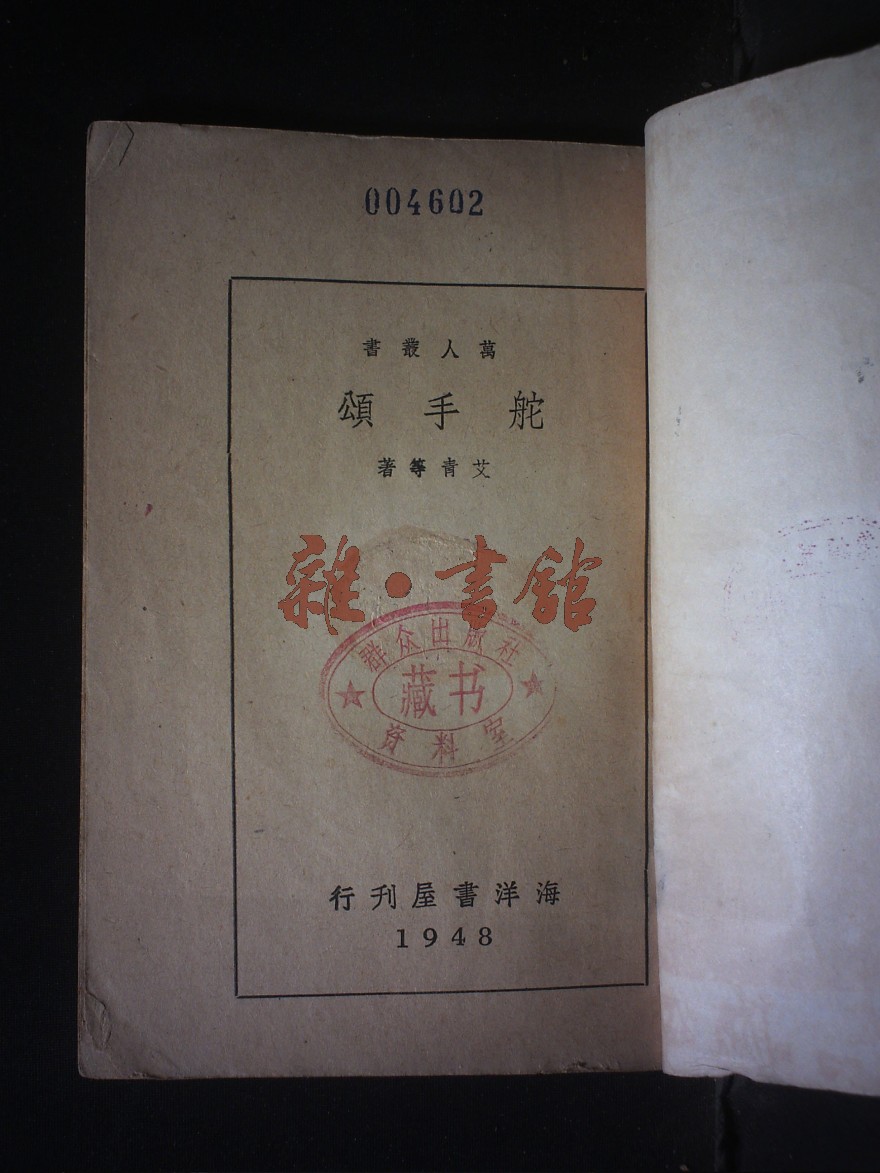 004602
萬人叢書
舵手頌
艾青等著
雜·書館
群众出版社
藏书
资料室
海洋書屋刊行
1948